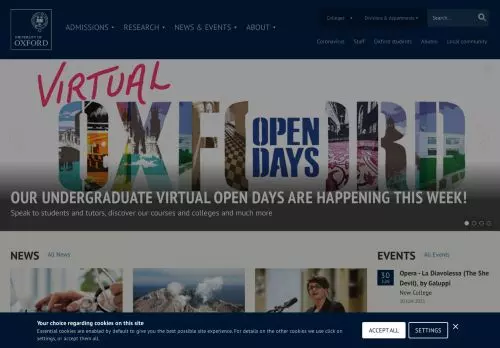 UNIVERSITY OF
OXFORD
ADMISSIONS
RESEARCH
NEWS & EVENTS
ABOUT
Colleges
Divisions & departments
Search...
Coronavirus
Staff
Oxford students
Alumni
Local community
VIRTUAL
OXFORD
OPEN
DAYS
OUR UNDERGRADUATE VIRTUAL OPEN DAYS ARE HAPPENING THIS WEEK!
Speak to students and tutors, discover our courses and colleges and much more
NEWS
All News
EVENTS
All Events
30
JUN
Opera - La Diavolessa (The She
Devil), by Galuppi
New College
30 JUN 2021
Your choice regarding cookies on this site
Essential cookies are enabled by default to give you the best possible site experience. For details on the other cookies we use click on
settings, or accept them all.
ACCEPT ALL
SETTINGS